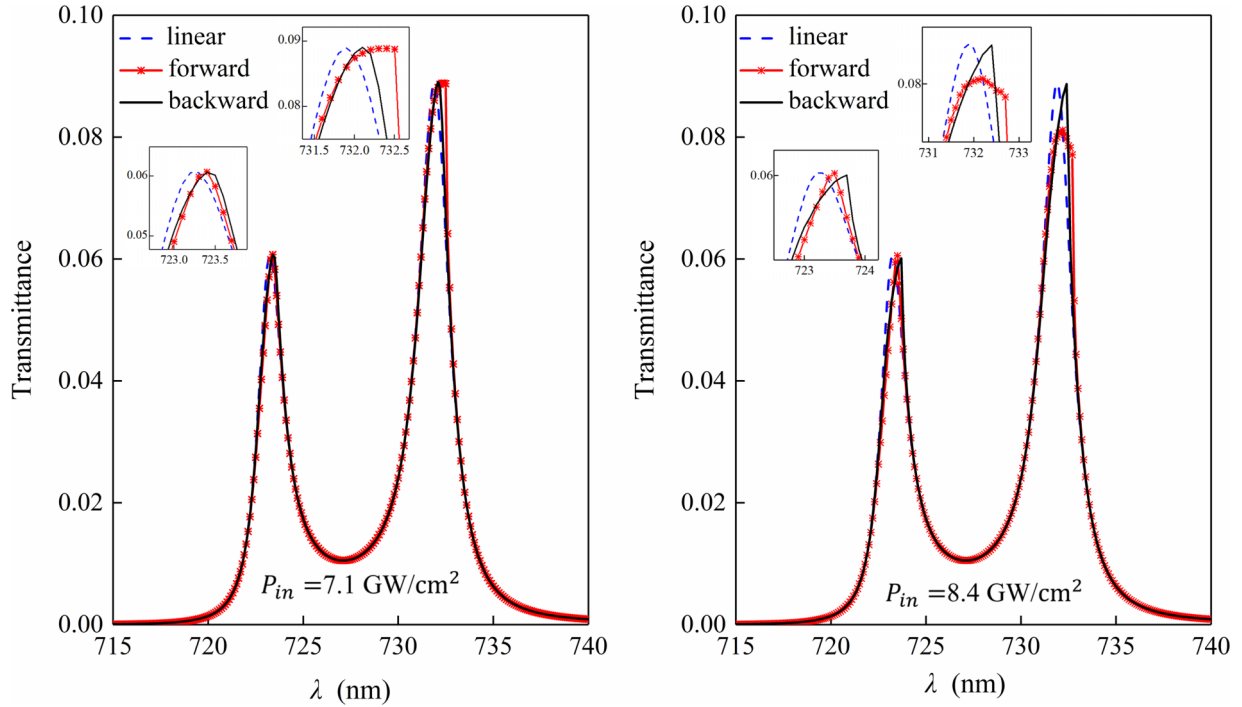 0.10
0.08
0.06
0.04
0.02
0.00
Transmittance
linear
forward
backward
0.09
0.08
731.5 732.0 732.5
0.06
0.05
723.0 723.5
P_in =7.1 GW/cm²
715 720 725 730 735 740
λ (nm)
0.10
0.08
0.06
0.04
0.02
0.00
Transmittance
linear
forward
backward
0.08
731 732 733
0.06
723 724
P_in =8.4 GW/cm²
715 720 725 730 735 740
λ (nm)